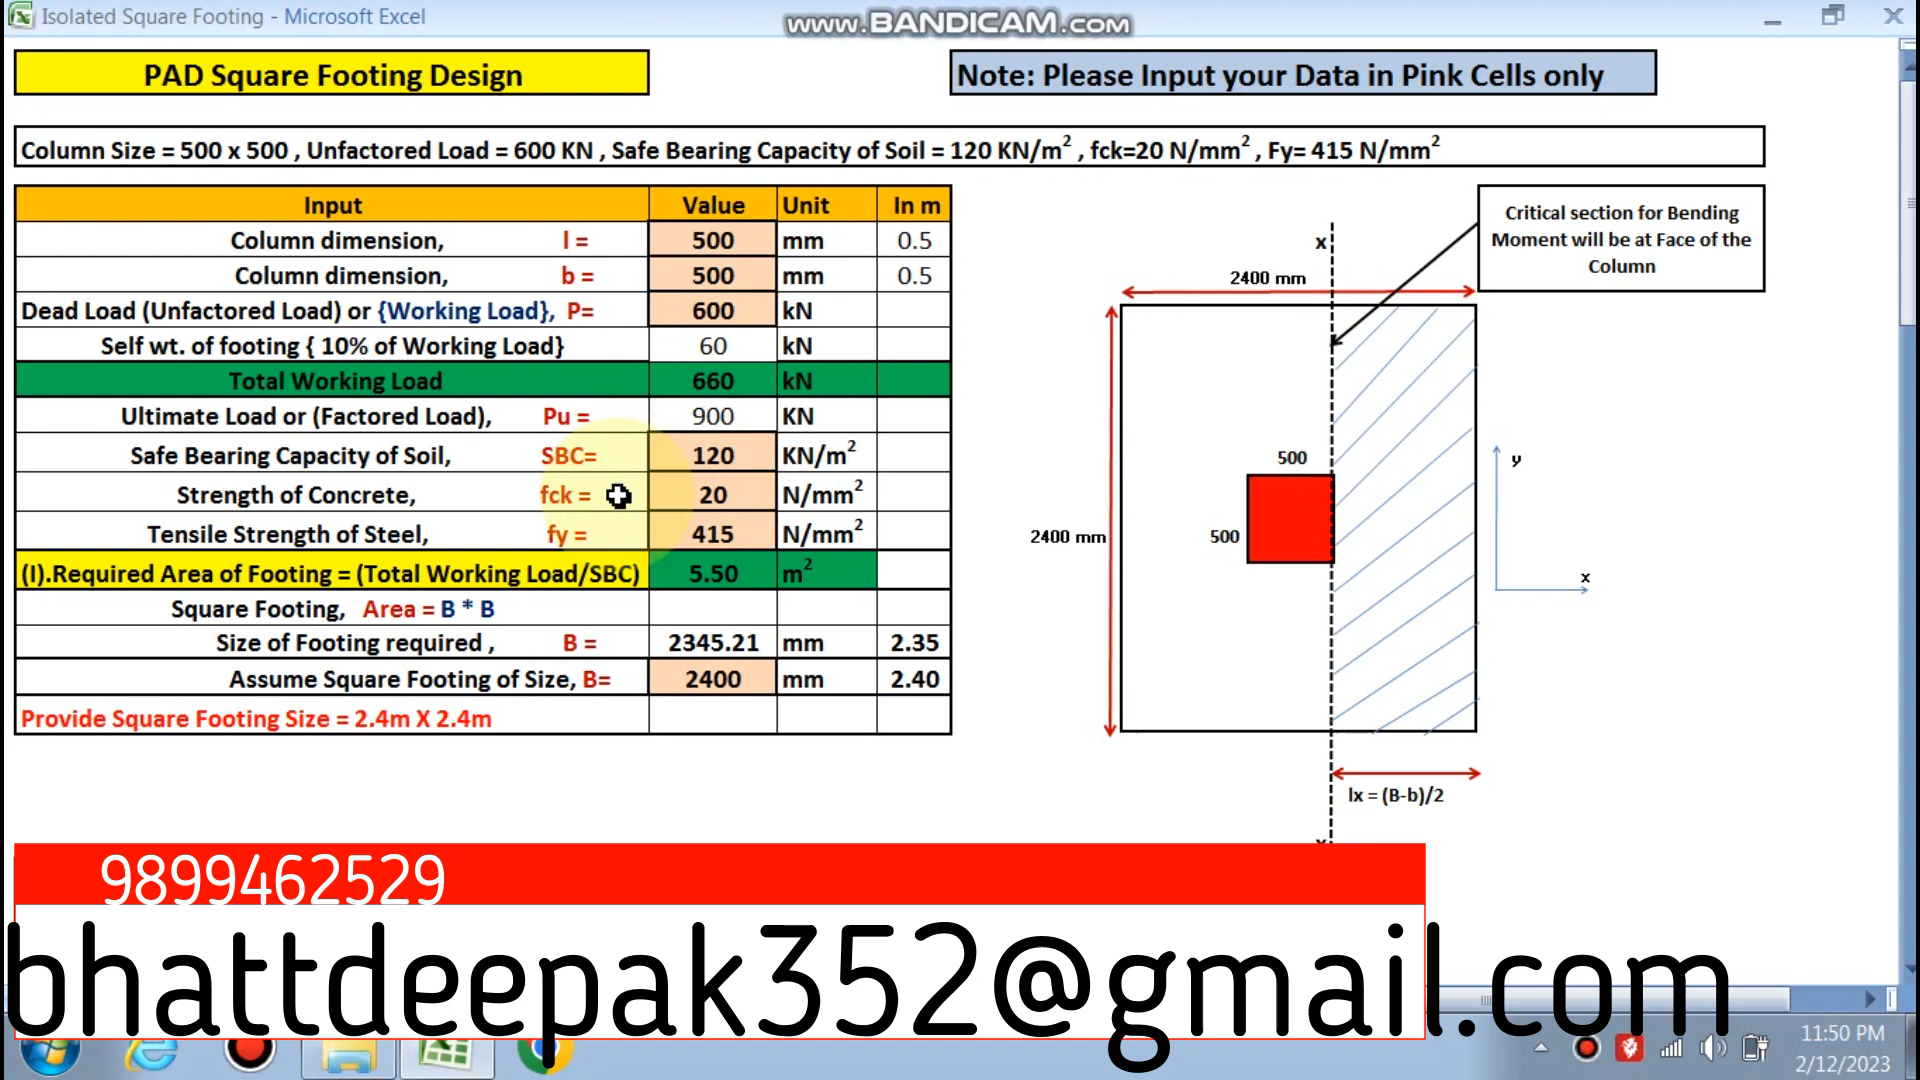 Isolated Square Footing - Microsoft Excel
www.BANDICAM.com
PAD Square Footing Design
Note: Please Input your Data in Pink Cells only
Column Size = 500 x 500 , Unfactored Load = 600 KN , Safe Bearing Capacity of Soil = 120 KN/m² , fck=20 N/mm² , Fy= 415 N/mm²
Input Value Unit In m
Column dimension, l = 500 mm 0.5
Column dimension, b = 500 mm 0.5
Dead Load (Unfactored Load) or {Working Load}, P= 600 kN
Self wt. of footing { 10% of Working Load} 60 kN
Total Working Load 660 kN
Ultimate Load or (Factored Load), Pu = 900 KN
Safe Bearing Capacity of Soil, SBC= 120 KN/m²
Strength of Concrete, fck = 20 N/mm²
Tensile Strength of Steel, fy = 415 N/mm²
(I).Required Area of Footing = (Total Working Load/SBC) 5.50 m²
Square Footing, Area = B * B
Size of Footing required , B = 2345.21 mm 2.35
Assume Square Footing of Size, B= 2400 mm 2.40
Provide Square Footing Size = 2.4m X 2.4m
Critical section for Bending
Moment will be at Face of the
Column
x
2400 mm
500
y
2400 mm
500
x
lx = (B-b)/2
9899462529
bhattdeepak352@gmail.com
11:50 PM
2/12/2023